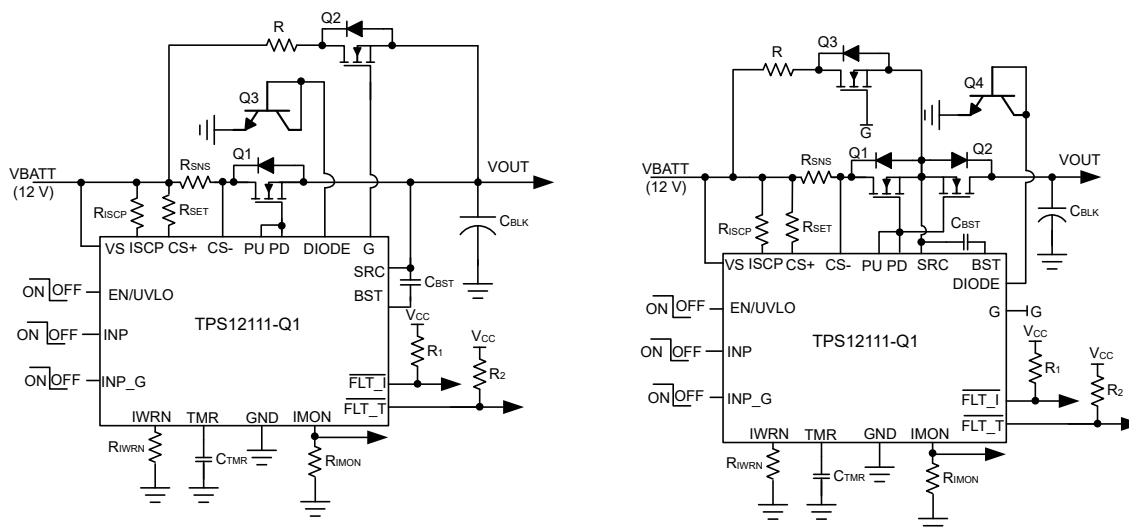 Q2
R
Q3
Q1
RSNS
VBATT
(12 V)
VOUT
RISCP
RSET
CBLK
VS
ISCP
CS+
CS-
PU
PD
DIODE
G
SRC
CBST
BST
ON
OFF
EN/UVLO
TPS12111-Q1
ON
OFF
INP
VCC
VCC
R1
R2
ON
OFF
INP_G
FLT_I
FLT_T
IWRN
TMR
GND
IMON
RIWRN
CTMR
RIMON
Q3
R
Q4
G
RSNS
Q1
Q2
VBATT
(12 V)
VOUT
RISCP
RSET
CBST
CBLK
VS
ISCP
CS+
CS-
PU
PD
SRC
BST
DIODE
ON
OFF
EN/UVLO
G
G
TPS12111-Q1
ON
OFF
INP
VCC
VCC
R1
R2
ON
OFF
INP_G
FLT_I
FLT_T
IWRN
TMR
GND
IMON
RIWRN
CTMR
RIMON